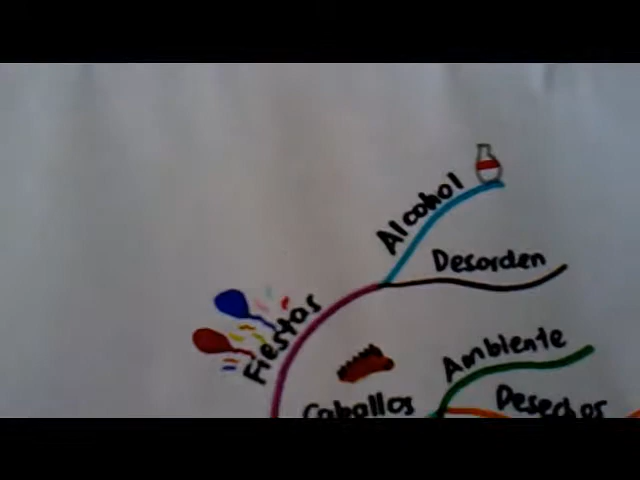 Alcohol
Desorden
Fiestas
Ambiente
Caballos
Desechos